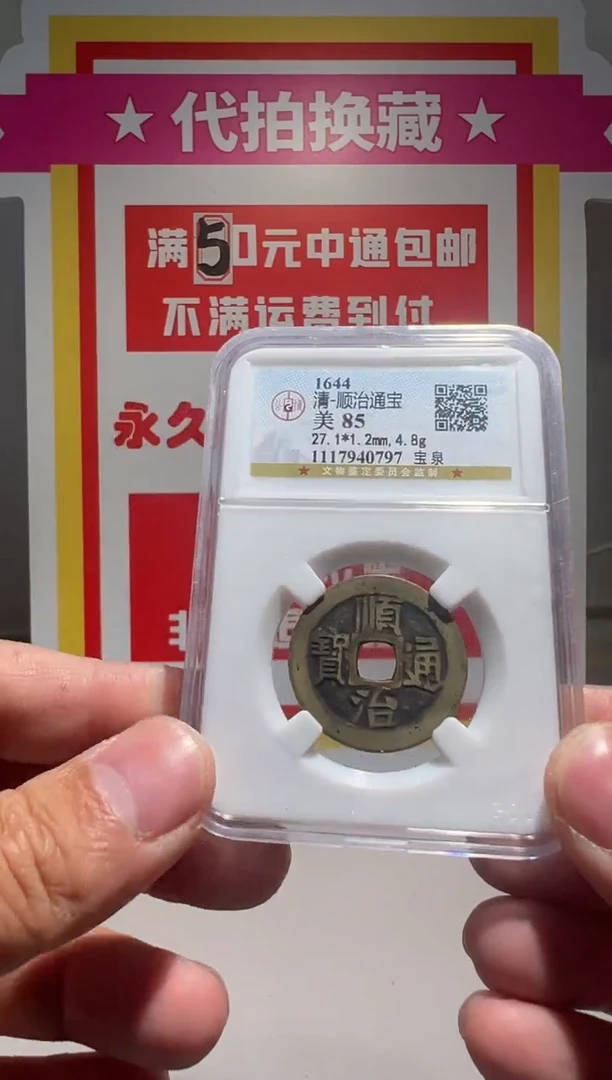 ★ 代拍换藏 ★
满50元中通包邮
不满运费到付
永久
1644
清-顺治通宝
美 85
27.1*1.2mm, 4.8g
1117940797 宝泉
★ 文物鉴定委员会监制 ★
順
寶 通
治